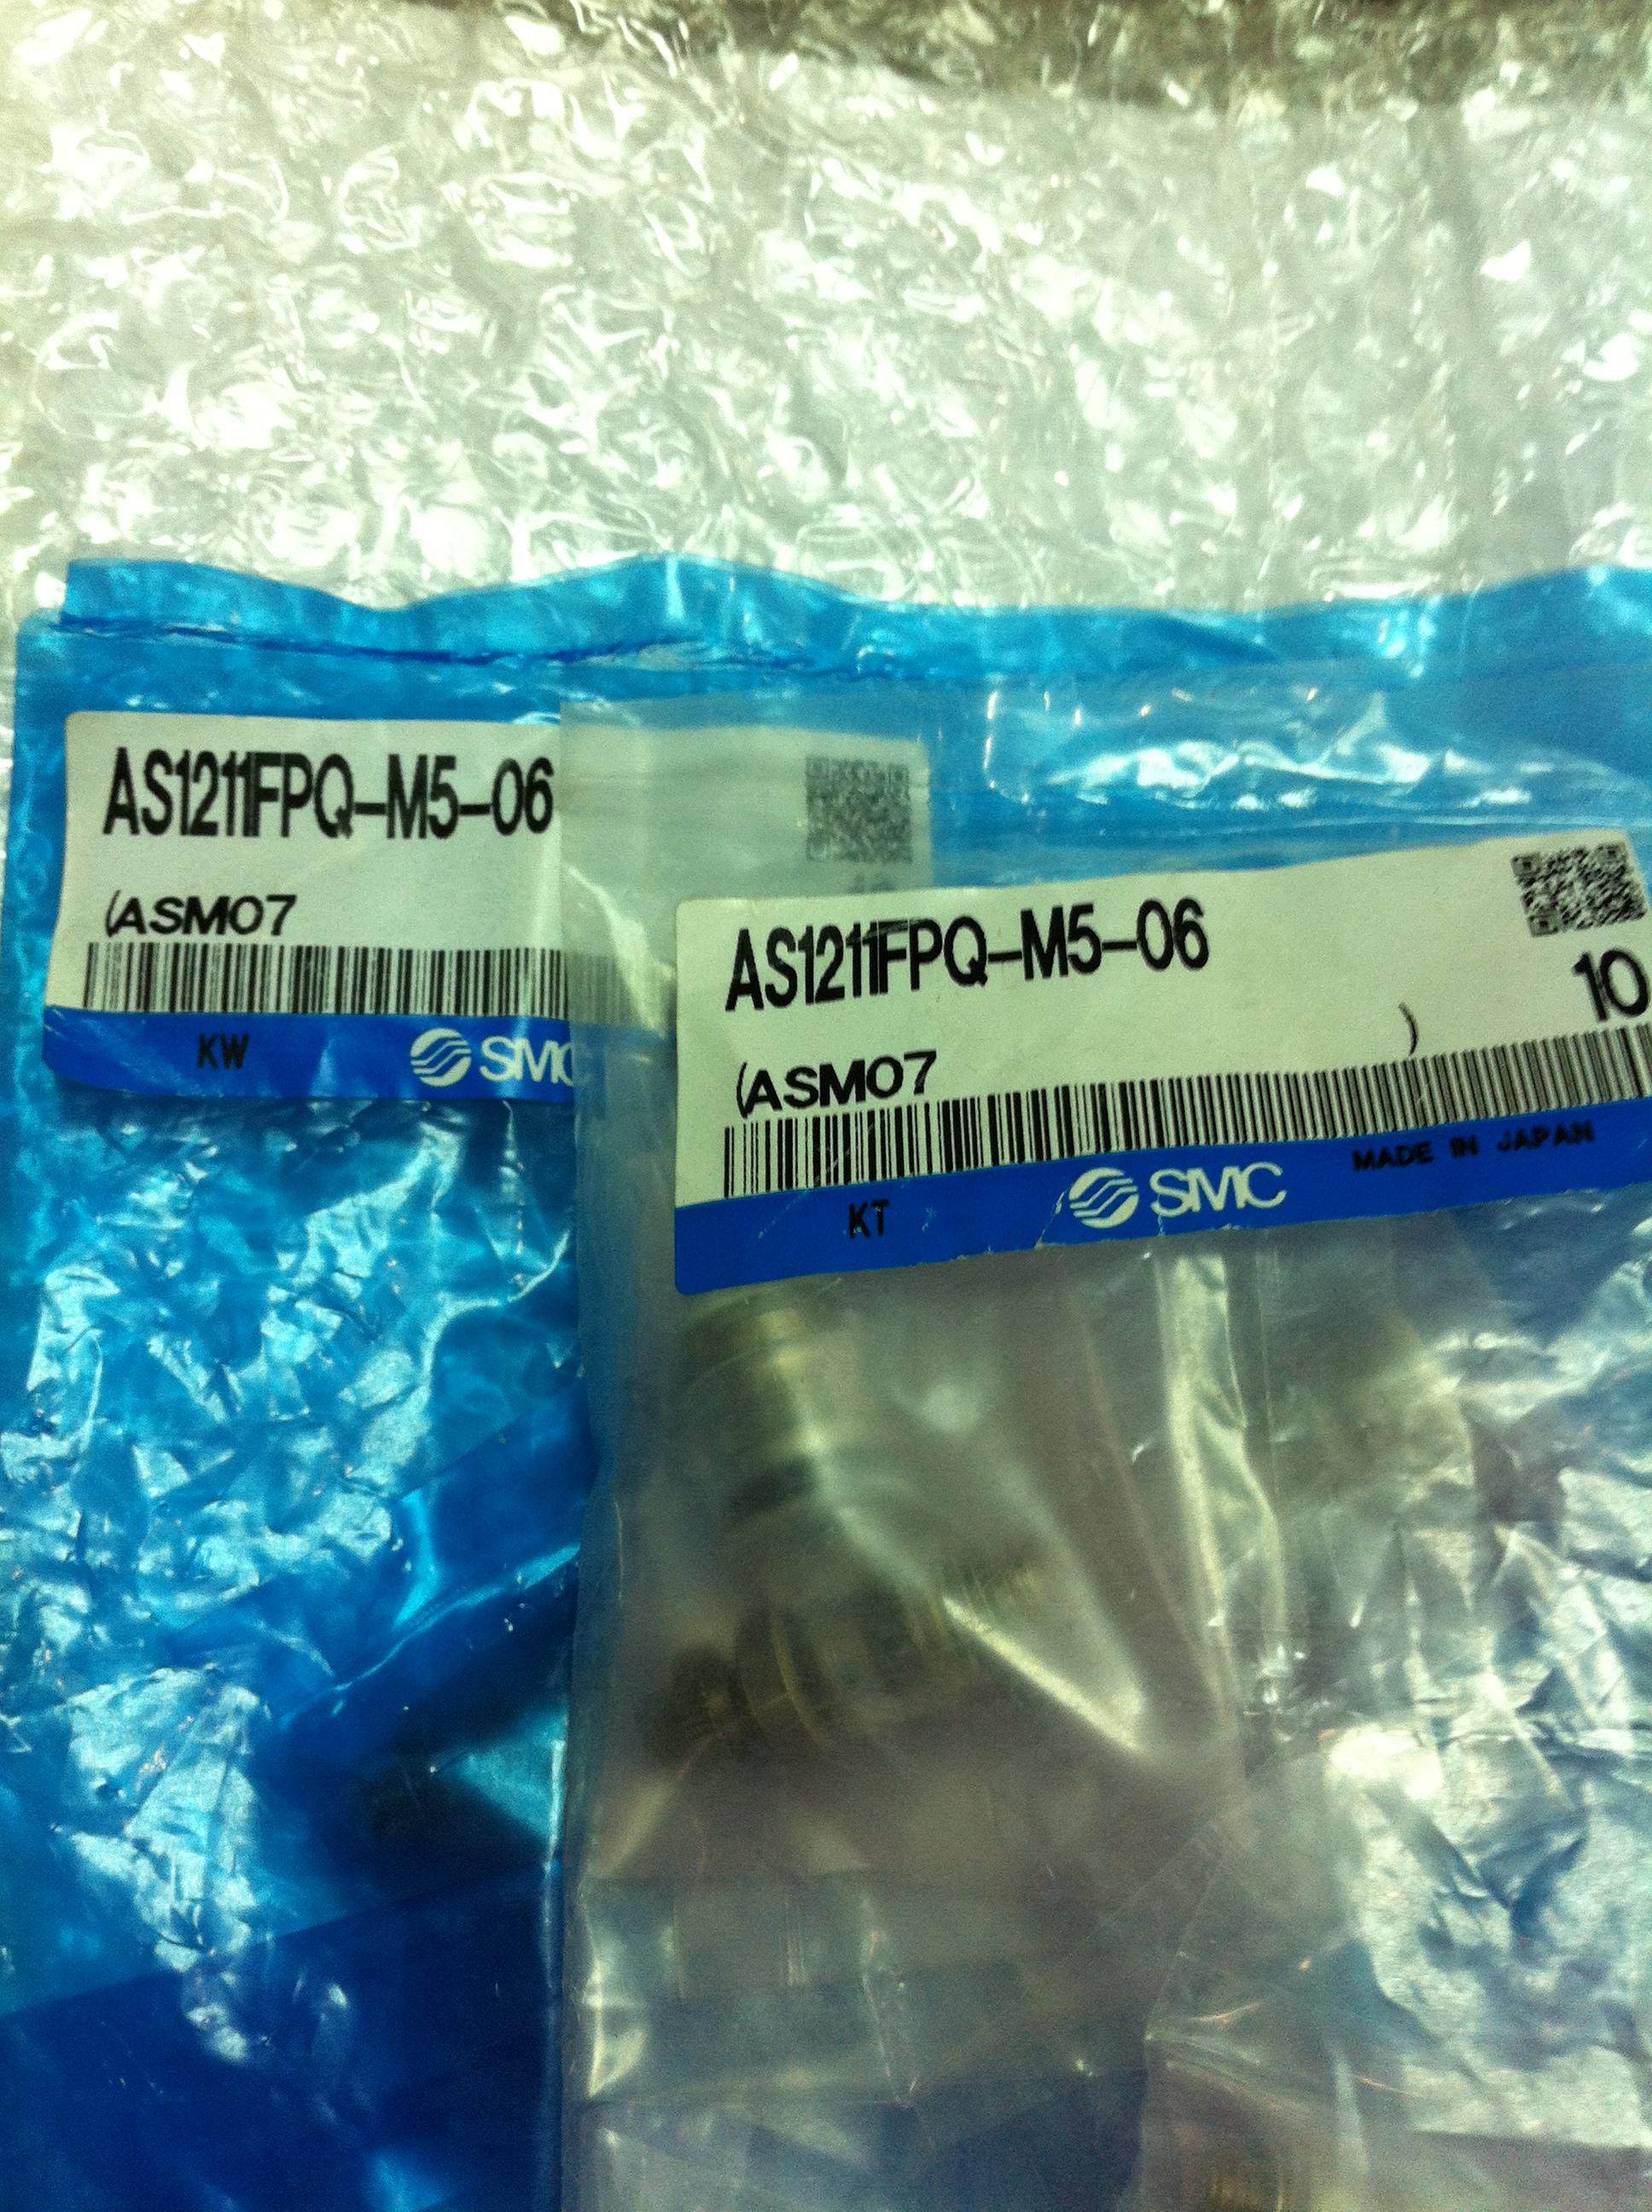 AS1211FPQ-M5-06
(ASM07
KW SMC
AS1211FPQ-M5-06
10
(ASM07 )
KT SMC MADE IN JAPAN